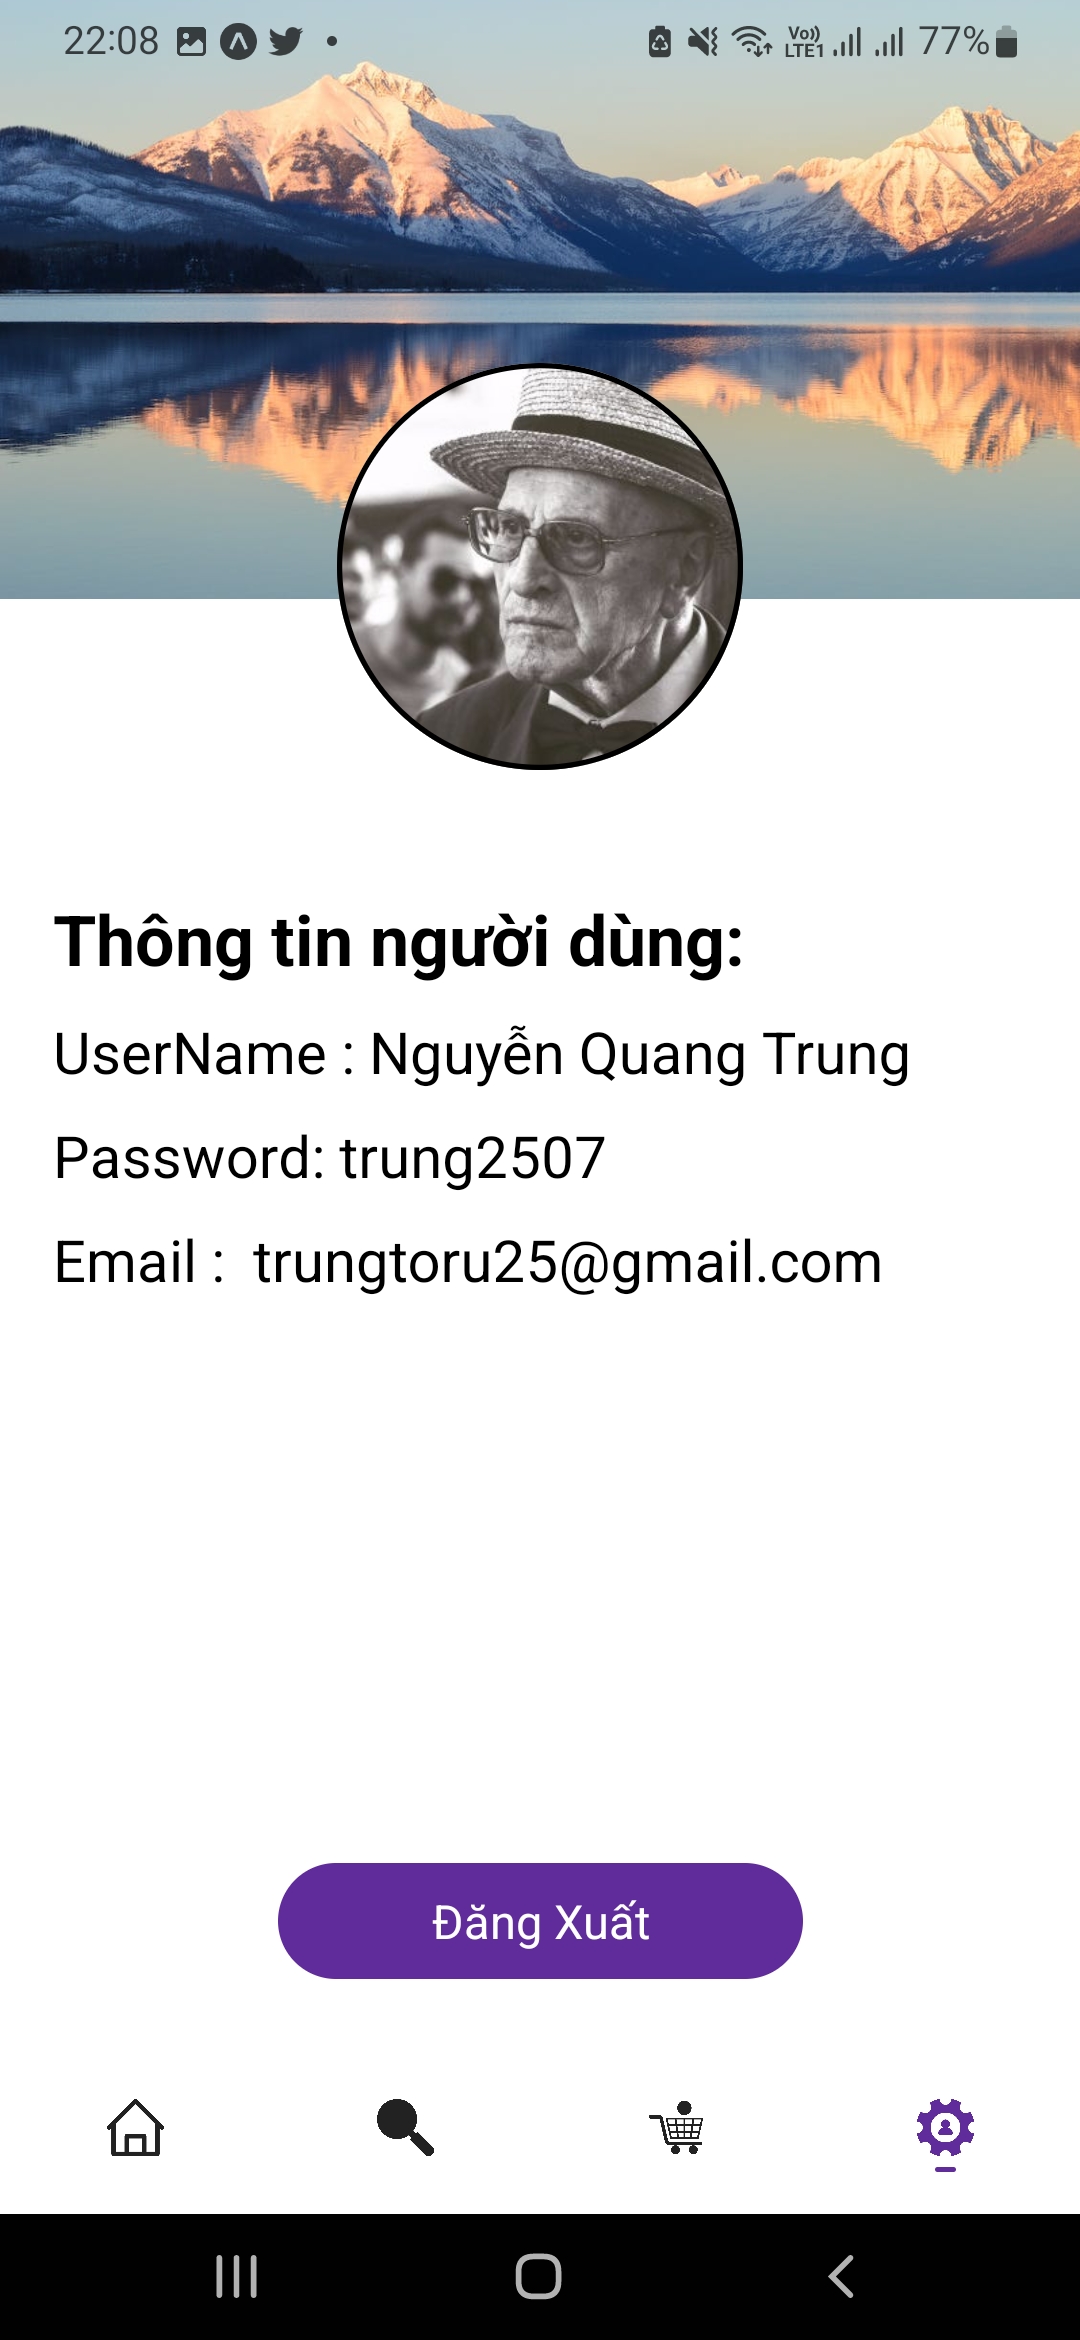 22:08 Vo)) LTE1 77%
Thông tin người dùng:
UserName : Nguyễn Quang Trung
Password: trung2507
Email :  trungtoru25@gmail.com
Đăng Xuất